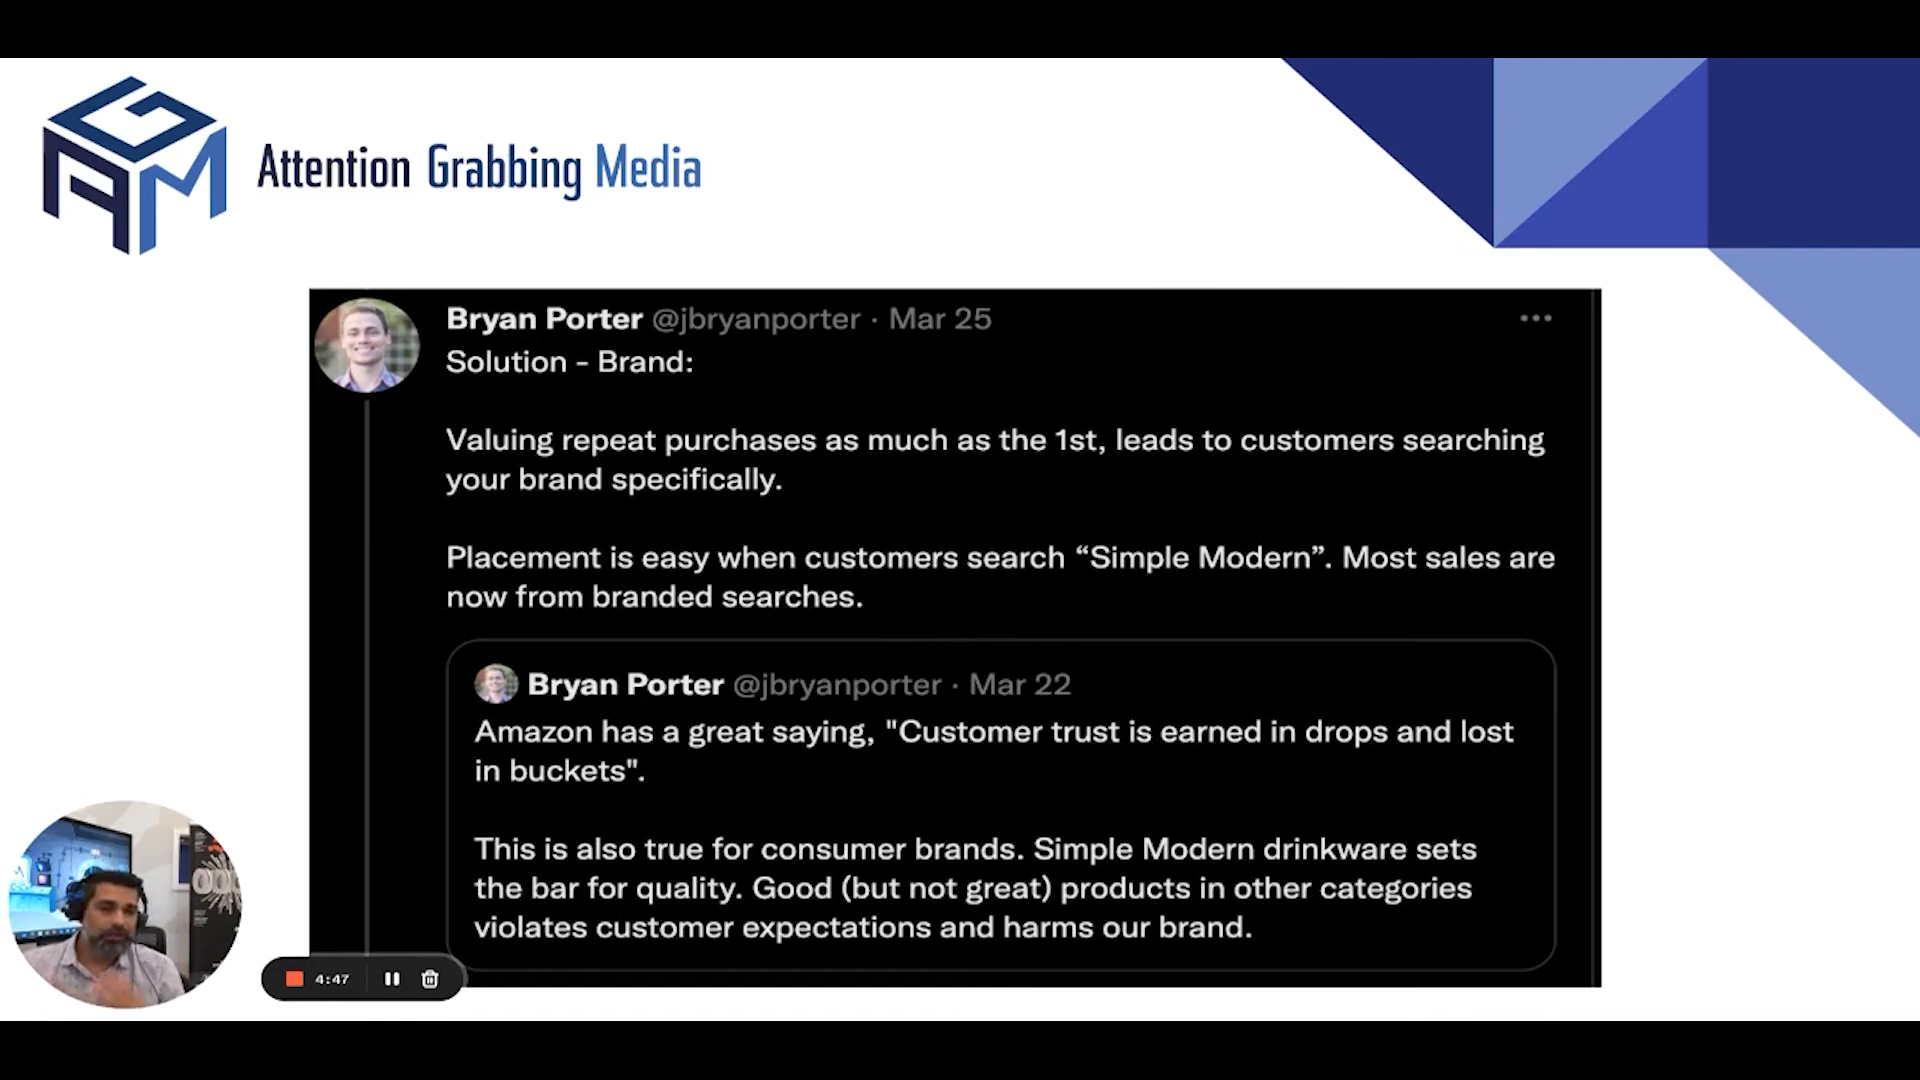 GAM
Attention Grabbing Media
Bryan Porter @jbryanporter · Mar 25
Solution - Brand:
Valuing repeat purchases as much as the 1st, leads to customers searching
your brand specifically.
Placement is easy when customers search “Simple Modern”. Most sales are
now from branded searches.
Bryan Porter @jbryanporter · Mar 22
Amazon has a great saying, "Customer trust is earned in drops and lost
in buckets".
This is also true for consumer brands. Simple Modern drinkware sets
the bar for quality. Good (but not great) products in other categories
violates customer expectations and harms our brand.
4:47